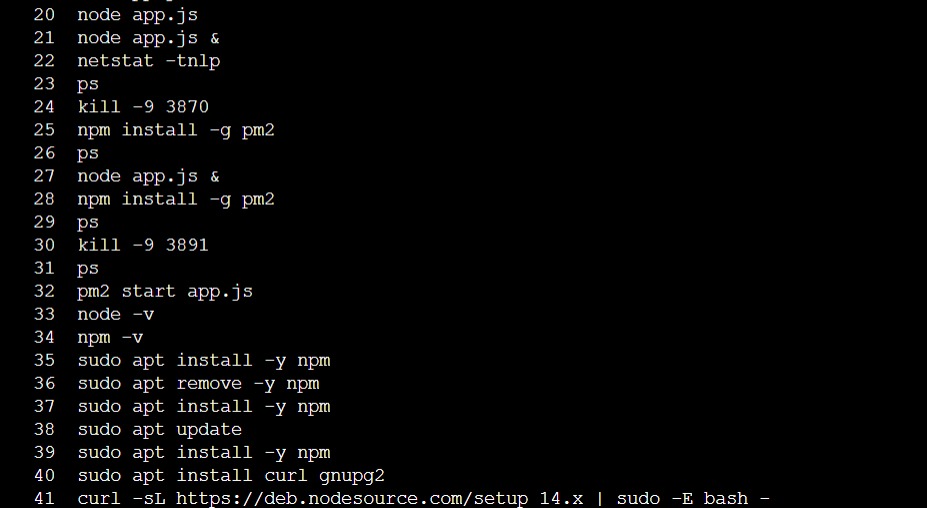 20 node app.js
21 node app.js &
22 netstat -tnlp
23 ps
24 kill -9 3870
25 npm install -g pm2
26 ps
27 node app.js &
28 npm install -g pm2
29 ps
30 kill -9 3891
31 ps
32 pm2 start app.js
33 node -v
34 npm -v
35 sudo apt install -y npm
36 sudo apt remove -y npm
37 sudo apt install -y npm
38 sudo apt update
39 sudo apt install -y npm
40 sudo apt install curl gnupg2
41 curl -sL https://deb.nodesource.com/setup_14.x | sudo -E bash -